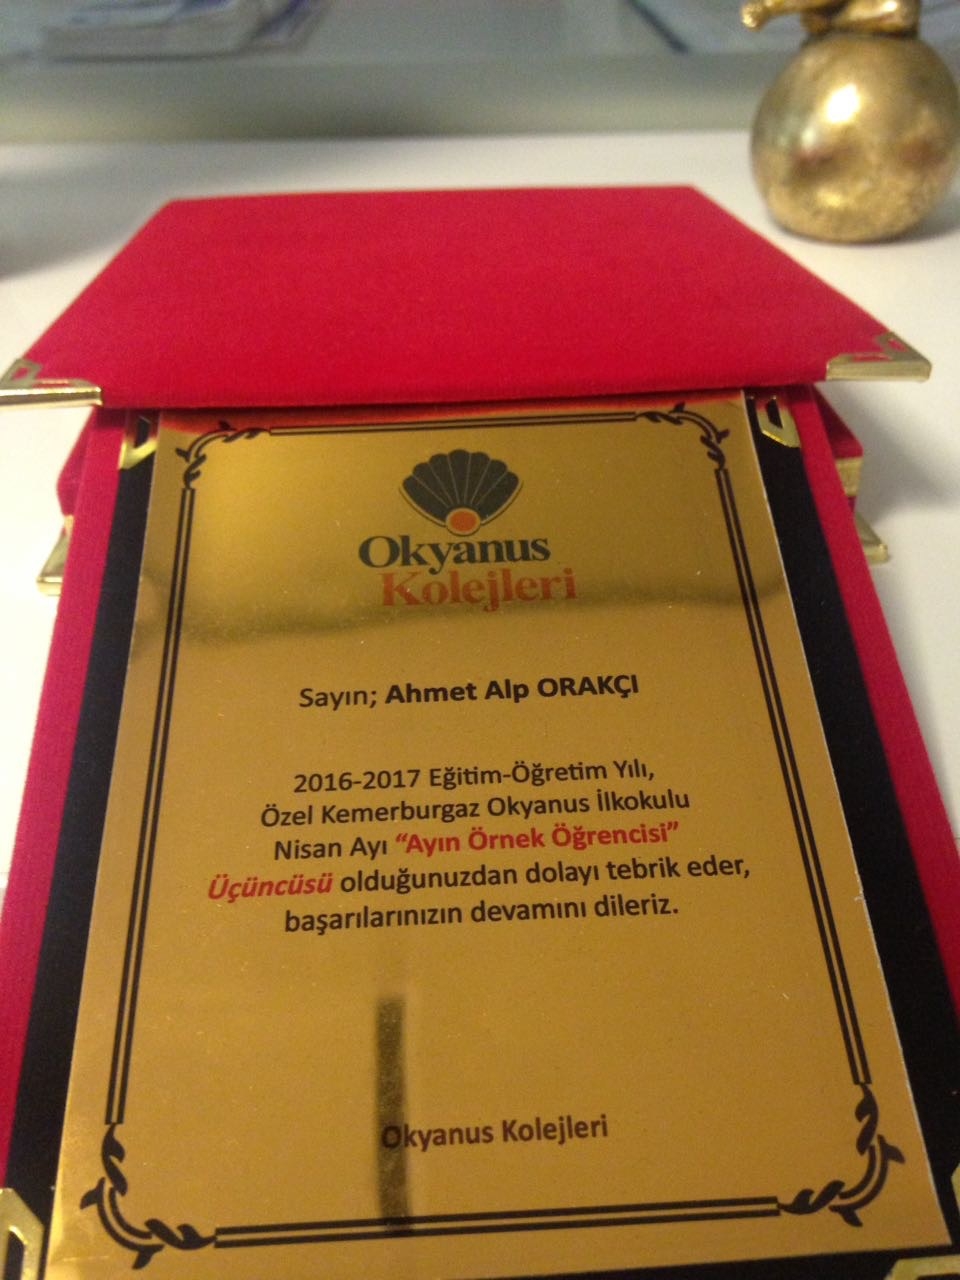 Okyanus
Kolejleri
Sayın; Ahmet Alp ORAKÇI
2016-2017 Eğitim-Öğretim Yılı,
Özel Kemerburgaz Okyanus İlkokulu
Nisan Ayı “Ayın Örnek Öğrencisi”
Üçüncüsü olduğunuzdan dolayı tebrik eder,
başarılarınızın devamını dileriz.
Okyanus Kolejleri